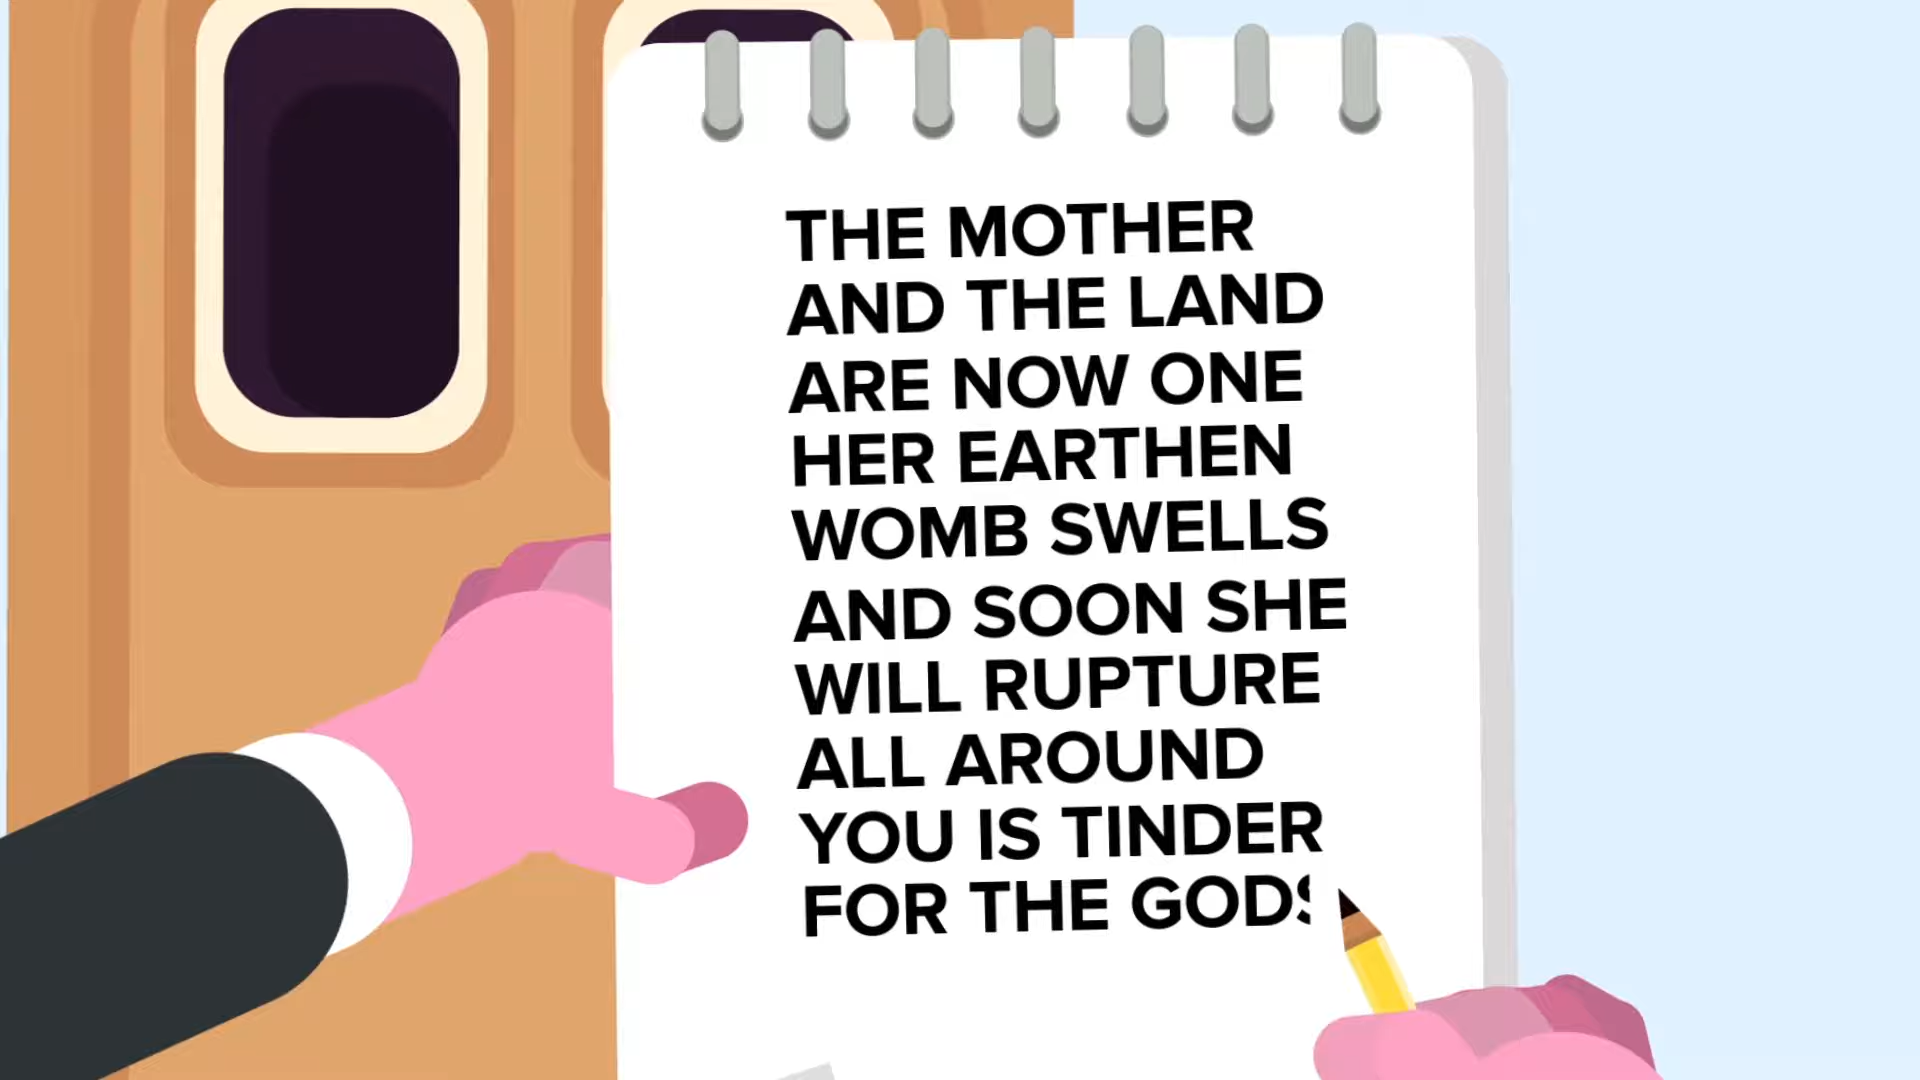 THE MOTHER
AND THE LAND
ARE NOW ONE
HER EARTHEN
WOMB SWELLS
AND SOON SHE
WILL RUPTURE
ALL AROUND
YOU IS TINDER
FOR THE GODS